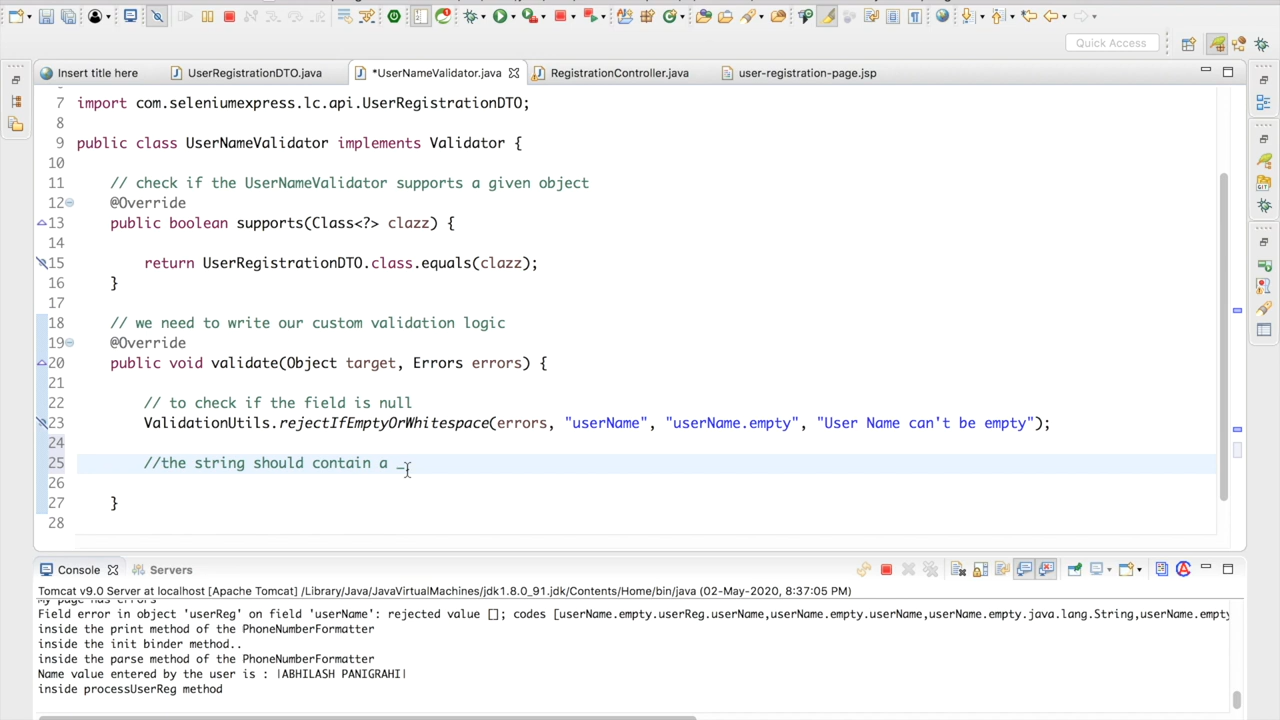 Quick Access
Insert title here
UserRegistrationDTO.java
*UserNameValidator.java
RegistrationController.java
user-registration-page.jsp
7 import com.seleniumexpress.lc.api.UserRegistrationDTO;
8
9 public class UserNameValidator implements Validator {
10
11 // check if the UserNameValidator supports a given object
12 @Override
13 public boolean supports(Class<?> clazz) {
14
15 return UserRegistrationDTO.class.equals(clazz);
16 }
17
18 // we need to write our custom validation logic
19 @Override
20 public void validate(Object target, Errors errors) {
21
22 // to check if the field is null
23 ValidationUtils.rejectIfEmptyOrWhitespace(errors, "userName", "userName.empty", "User Name can't be empty");
24
25 //the string should contain a _
26
27 }
28
Console
Servers
Tomcat v9.0 Server at localhost [Apache Tomcat] /Library/Java/JavaVirtualMachines/jdk1.8.0_91.jdk/Contents/Home/bin/java (02-May-2020, 8:37:05 PM)
My page has errors
Field error in object 'userReg' on field 'userName': rejected value []; codes [userName.empty.userReg.userName,userName.empty.userName,userName.empty.java.lang.String,userName.empty
inside the print method of the PhoneNumberFormatter
inside the init binder method..
inside the parse method of the PhoneNumberFormatter
Name value entered by the user is : |ABHILASH PANIGRAHI|
inside processUserReg method